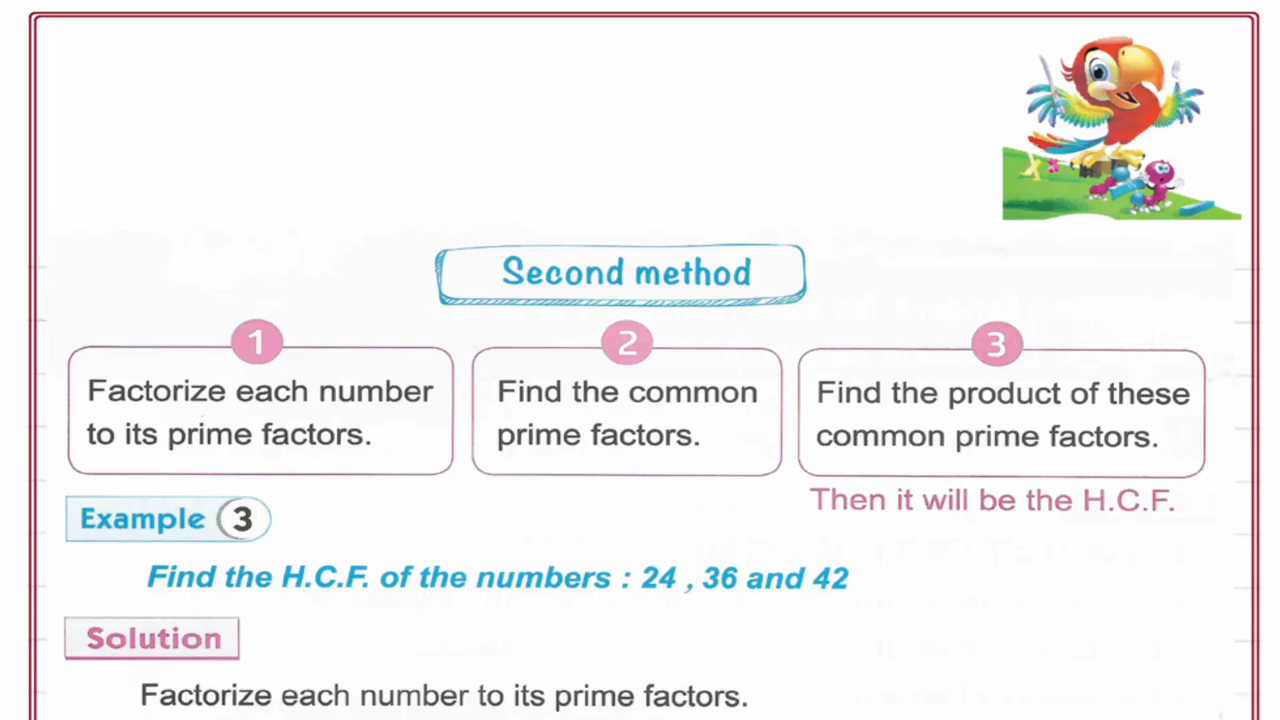 Second method
1
Factorize each number
to its prime factors.
2
Find the common
prime factors.
3
Find the product of these
common prime factors.
Then it will be the H.C.F.
Example 3
Find the H.C.F. of the numbers : 24 , 36 and 42
Solution
Factorize each number to its prime factors.